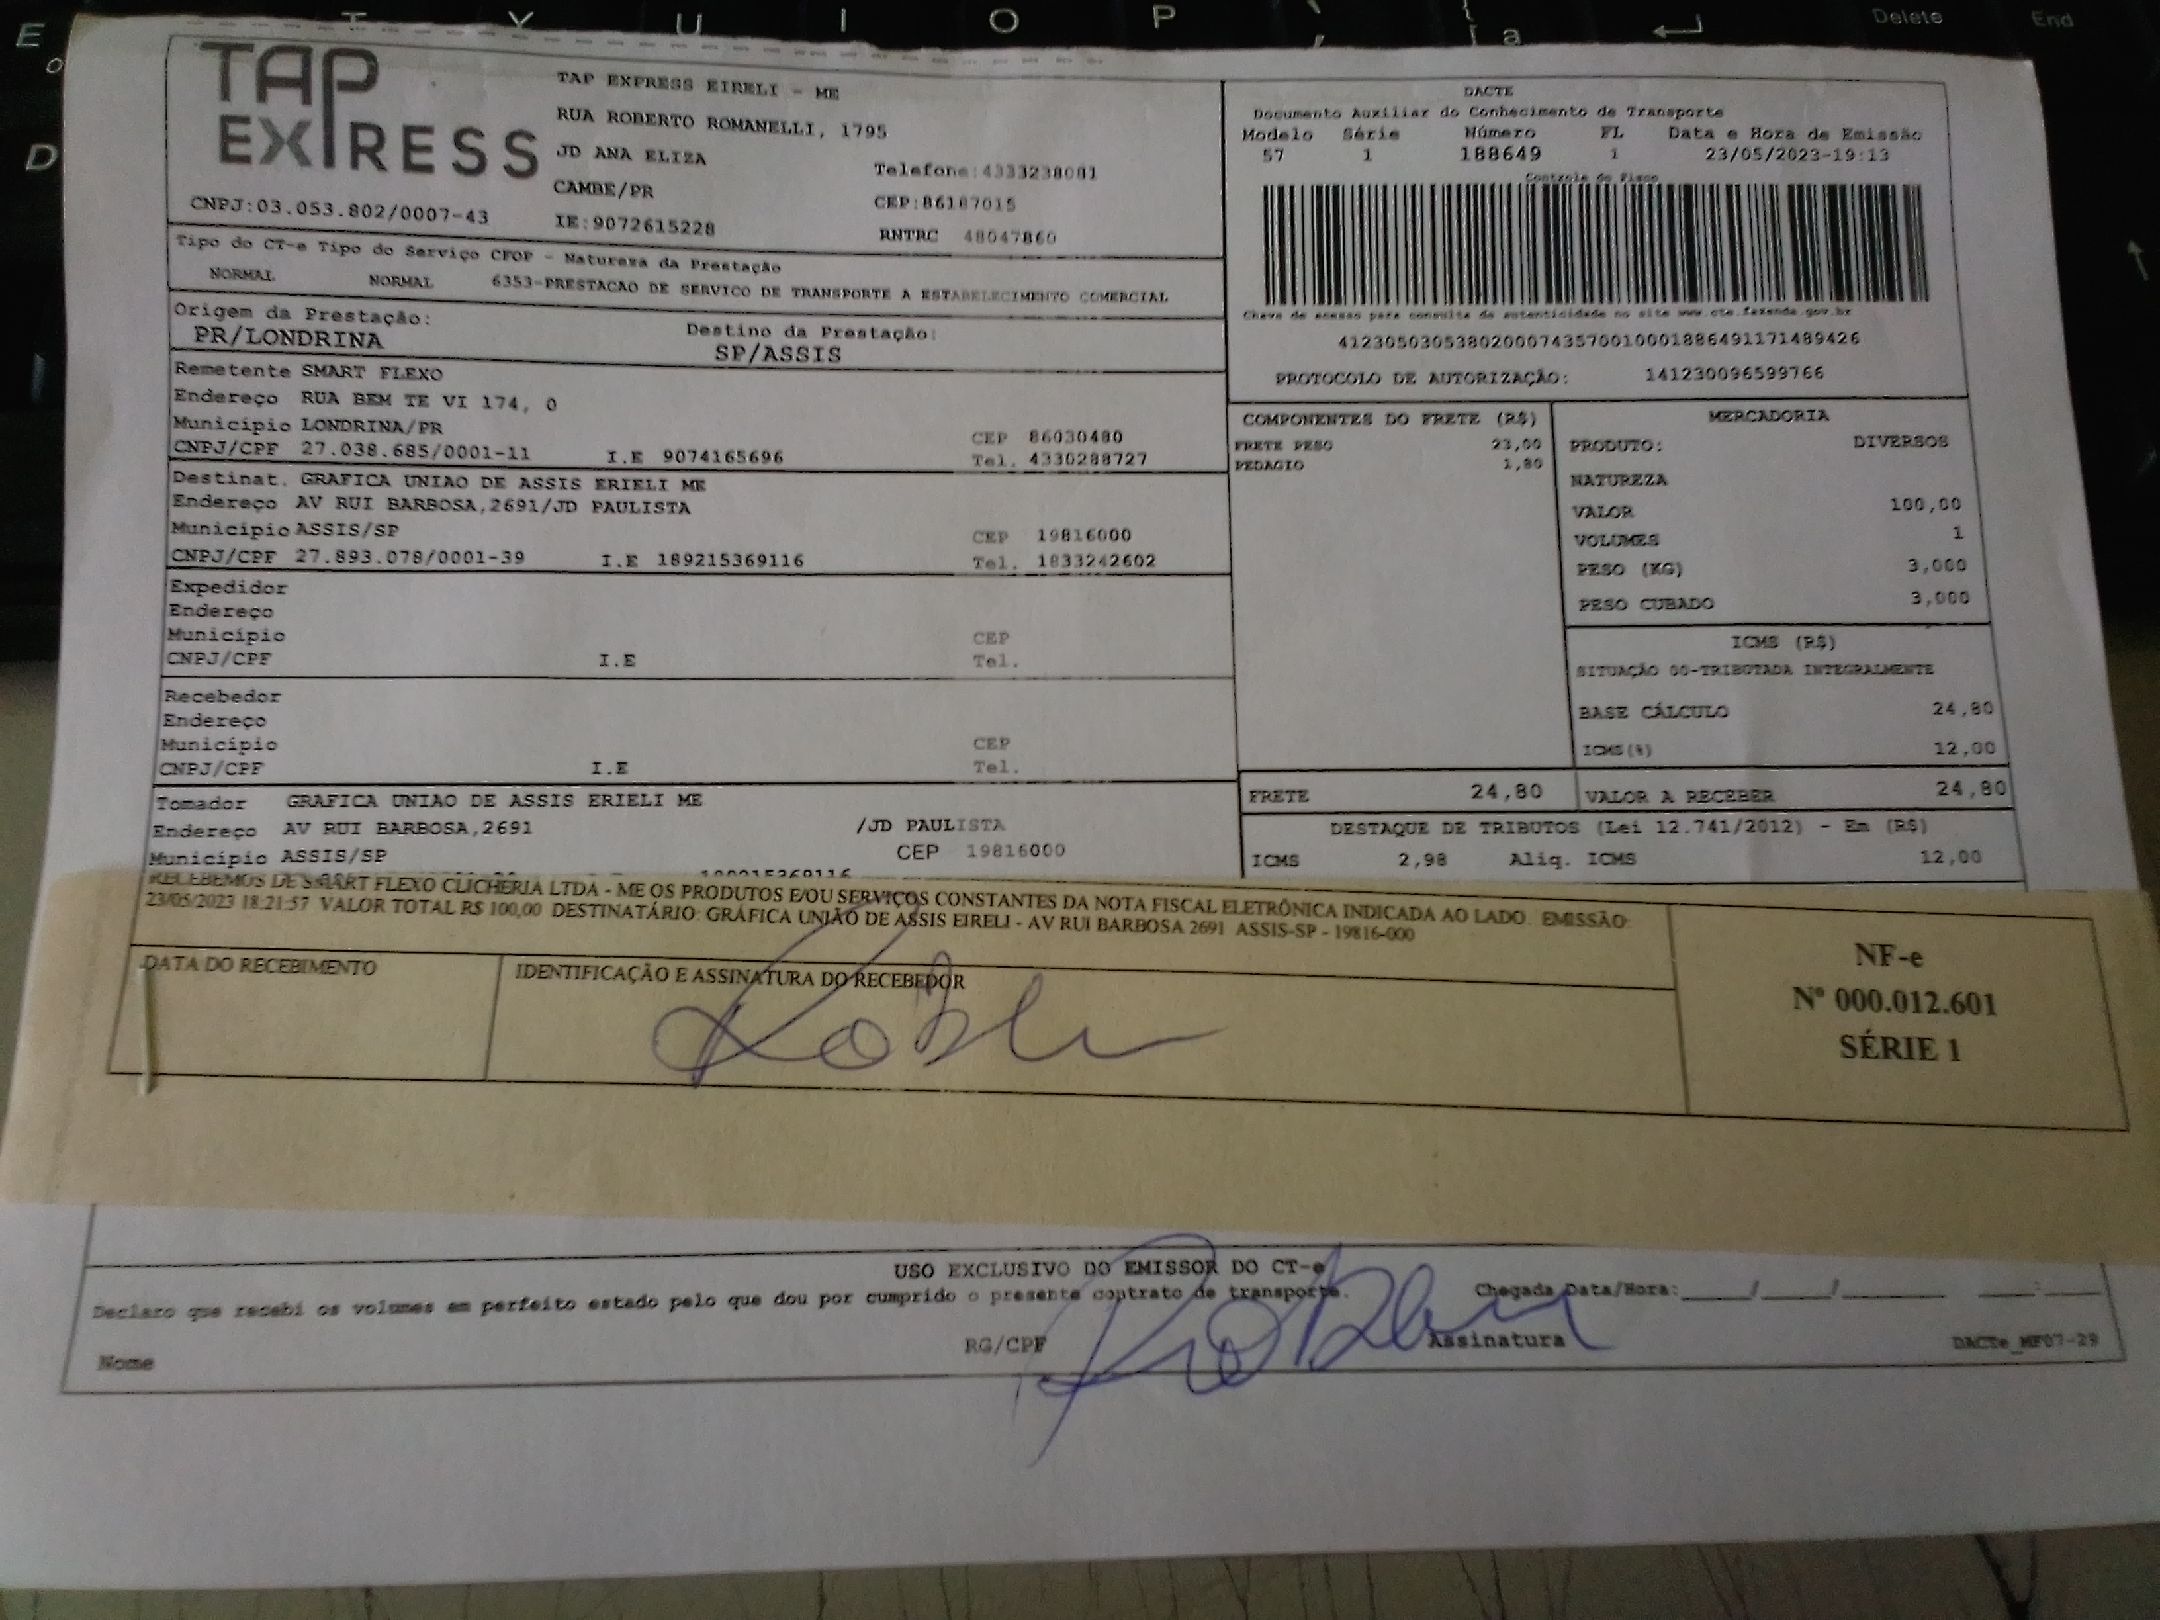 TAP
EXPRESS
TAP EXPRESS EIRELI - ME
RUA ROBERTO ROMANELLI, 1795
JD ANA ELIZA
CAMBE/PR
IE:9072615228
Telefone:4333238081
CEP:86187015
RNTRC 48047860
CNPJ:03.053.802/0007-43
DACTE
Documento Auxiliar do Conhecimento de Transporte
Modelo Série Número FL Data e Hora de Emissão
57 1 188649 1 23/05/2023-19:13
Controle do Fisco
Chave de acesso para consulta de autenticidade no site www.cte.fazenda.gov.br
41230503053802000743570010001886491171489426
PROTOCOLO DE AUTORIZAÇÃO: 141230096599766
Tipo do CT-e Tipo do Serviço CFOP - Natureza da Prestação
NORMAL NORMAL 6353-PRESTACAO DE SERVICO DE TRANSPORTE A ESTABELECIMENTO COMERCIAL
Origem da Prestação: Destino da Prestação:
PR/LONDRINA SP/ASSIS
Remetente SMART FLEXO
Endereço RUA BEM TE VI 174, 0
Município LONDRINA/PR CEP 86030480
CNPJ/CPF 27.038.685/0001-11 I.E 9074165696 Tel. 4330288727
Destinat. GRAFICA UNIAO DE ASSIS ERIELI ME
Endereço AV RUI BARBOSA,2691/JD PAULISTA
Município ASSIS/SP CEP 19816000
CNPJ/CPF 27.893.078/0001-39 I.E 189215369116 Tel. 1833242602
Expedidor
Endereço
Município CEP
CNPJ/CPF I.E Tel.
Recebedor
Endereço
Município CEP
CNPJ/CPF I.E Tel.
Tomador GRAFICA UNIAO DE ASSIS ERIELI ME
Endereço AV RUI BARBOSA,2691 /JD PAULISTA
Município ASSIS/SP CEP 19816000
COMPONENTES DO FRETE (R$)
FRETE PESO 23,00
PEDAGIO 1,80
MERCADORIA
PRODUTO: DIVERSOS
NATUREZA
VALOR 100,00
VOLUMES 1
PESO (KG) 3,000
PESO CUBADO 3,000
ICMS (R$)
SITUAÇÃO 00-TRIBUTADA INTEGRALMENTE
BASE CÁLCULO 24,80
ICMS(%) 12,00
FRETE 24,80 VALOR A RECEBER 24,80
DESTAQUE DE TRIBUTOS (Lei 12.741/2012) - Em (R$)
ICMS 2,98 Aliq. ICMS 12,00
RECEBEMOS DE SMART FLEXO CLICHERIA LTDA - ME OS PRODUTOS E/OU SERVIÇOS CONSTANTES DA NOTA FISCAL ELETRÔNICA INDICADA AO LADO. EMISSÃO:
23/05/2023 18:21:57 VALOR TOTAL R$ 100,00 DESTINATÁRIO: GRÁFICA UNIÃO DE ASSIS EIRELI - AV RUI BARBOSA 2691 ASSIS-SP - 19816-000
DATA DO RECEBIMENTO
IDENTIFICAÇÃO E ASSINATURA DO RECEBEDOR
NF-e
Nº 000.012.601
SÉRIE 1
USO EXCLUSIVO DO EMISSOR DO CT-e
Declaro que recebi os volumes em perfeito estado pelo que dou por cumprido o presente contrato de transporte. Chegada Data/Hora:
Nome RG/CPF Assinatura DACTe_MF07-29
E T Y U I O P
D
Delete End